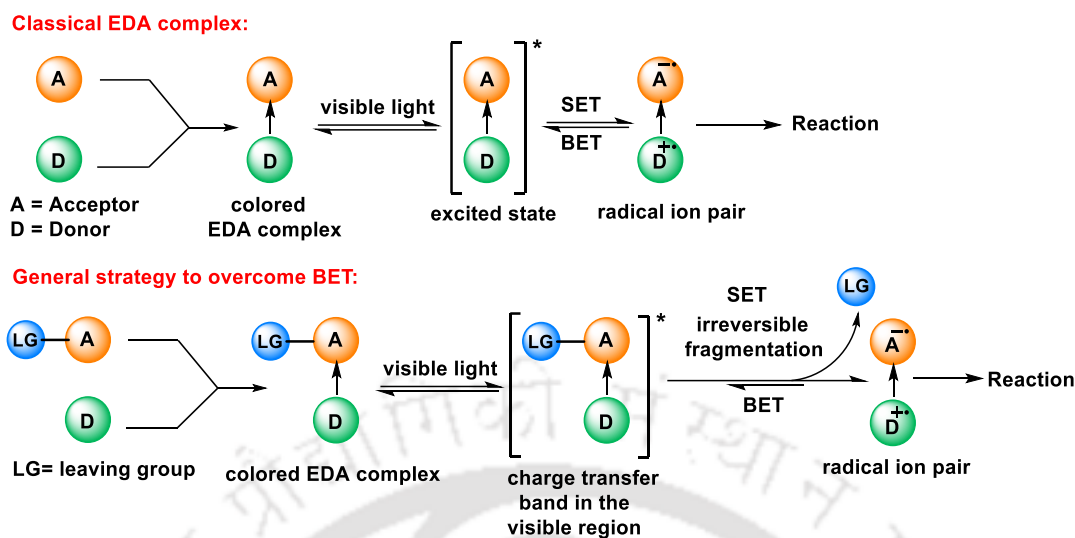 Classical EDA complex:
A
D
A = Acceptor
D = Donor
A
D
colored
EDA complex
visible light
A
D
*
excited state
SET
BET
A−•
D+•
radical ion pair
Reaction
General strategy to overcome BET:
LG
A
D
LG= leaving group
LG
A
D
colored EDA complex
visible light
LG
A
D
*
charge transfer
band in the
visible region
SET
irreversible
fragmentation
BET
LG
A−•
D+•
radical ion pair
Reaction